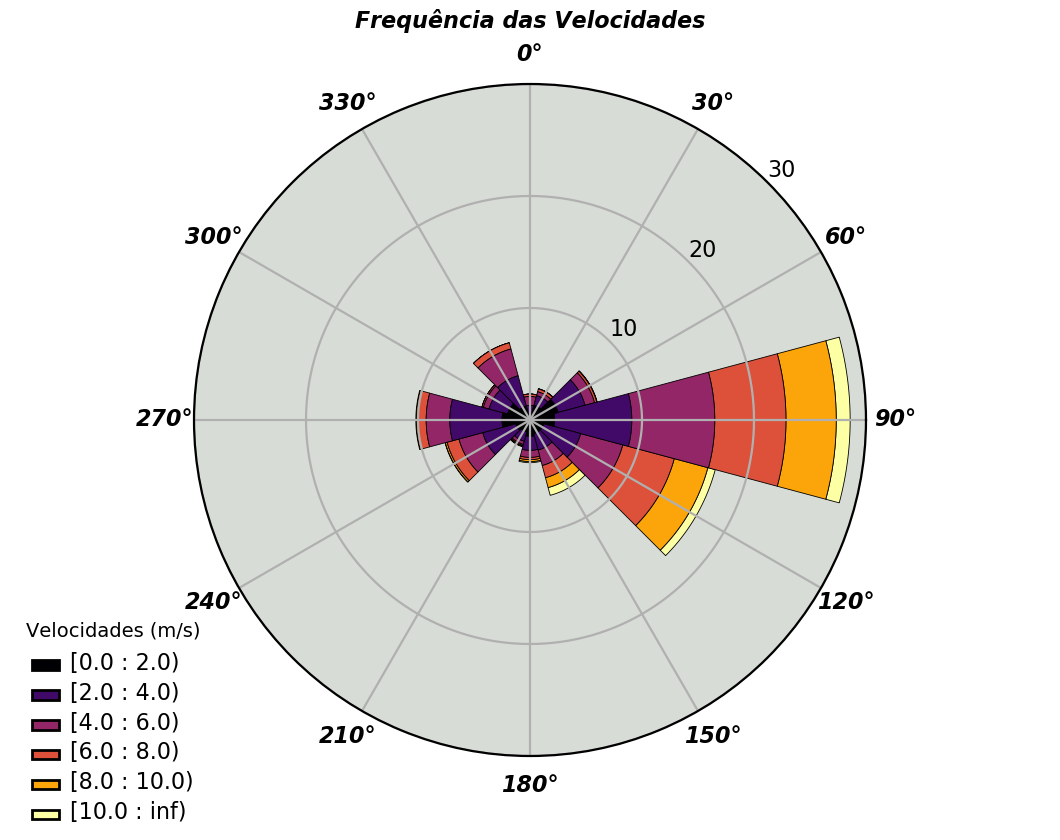 Frequência das Velocidades
0°
330°
30°
30
300°
60°
20
10
270°
90°
240°
120°
Velocidades (m/s)
[0.0 : 2.0)
[2.0 : 4.0)
[4.0 : 6.0)
210°
150°
[6.0 : 8.0)
180°
[8.0 : 10.0)
[10.0 : inf)